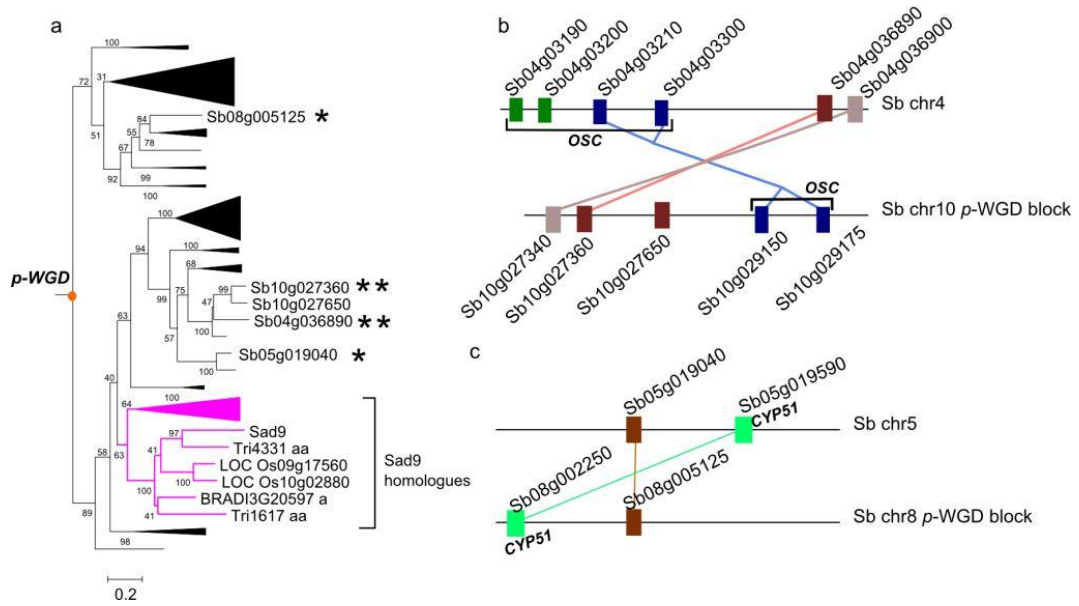 a
100
72
31
84
Sb08g005125 *
55
78
51
67
99
92
100
100
94
100
p-WGD
68
99
75
99
Sb10g027360 **
47
Sb10g027650
Sb04g036890 **
63
57
100
Sb05g019040 *
100
40
100
64
97
Sad9
58
63
41
Tri4331 aa
LOC Os09g17560
100
LOC Os10g02880
100
BRADI3G20597 a
89
41
Tri1617 aa
98
Sad9
homologues
0.2
b
Sb04g03190
Sb04g03200
Sb04g03210
Sb04g03300
Sb04g036890
Sb04g036900
Sb chr4
OSC
OSC
Sb chr10 p-WGD block
Sb10g027340
Sb10g027360
Sb10g027650
Sb10g029150
Sb10g029175
c
Sb05g019040
Sb05g019590
CYP51
Sb chr5
Sb08g002250
Sb08g005125
Sb chr8 p-WGD block
CYP51